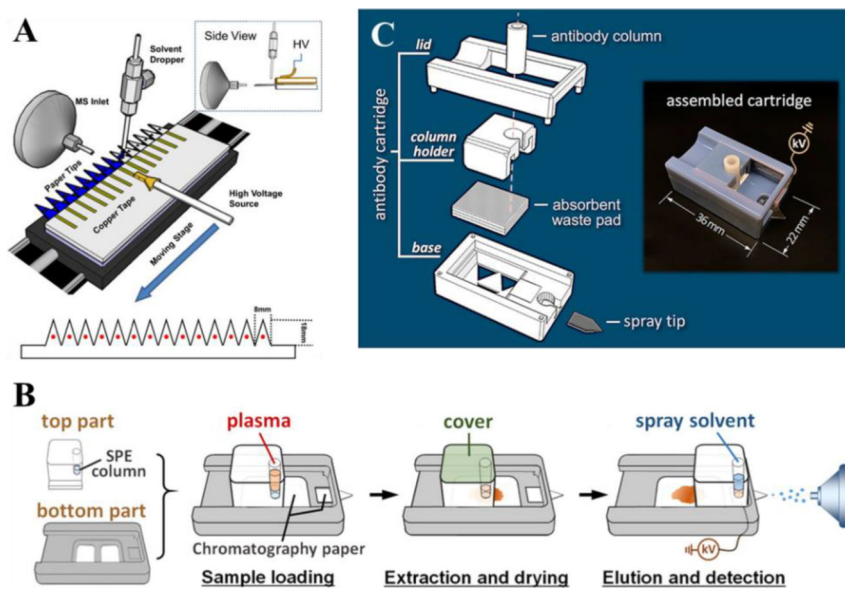 A
Solvent
Dropper
Side View
HV
MS Inlet
Paper Tips
Copper Tape
High Voltage
Source
Moving Stage
8mm
18mm
C
lid
antibody column
antibody cartridge
column
holder
absorbent
waste pad
base
spray tip
assembled cartridge
kV
36 mm
22 mm
B
top part
SPE
column
bottom part
plasma
Chromatography paper
Sample loading
cover
Extraction and drying
spray solvent
kV
Elution and detection